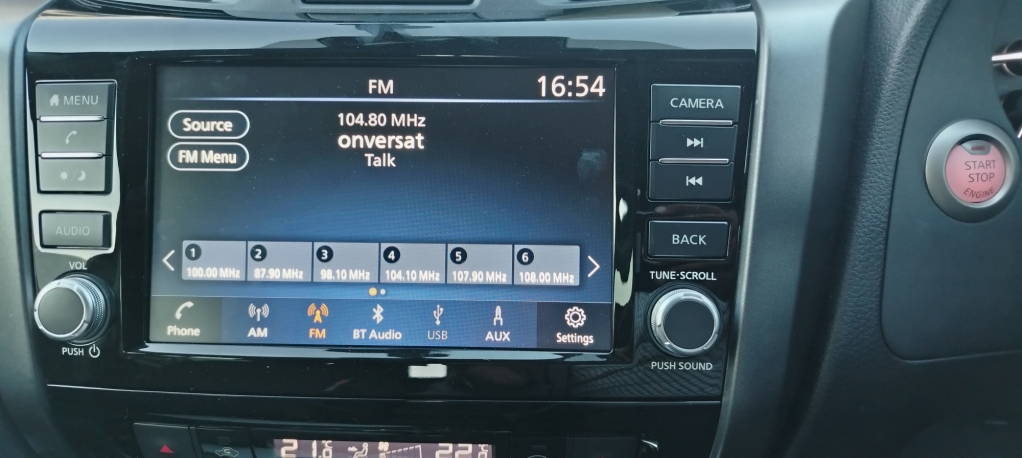 FM
16:54
MENU
CAMERA
Source
104.80 MHz
onversat
FM Menu
Talk
AUDIO
BACK
VOL
1 2 3 4 5 6
100.00 MHz 87.90 MHz 98.10 MHz 104.10 MHz 107.90 MHz 108.00 MHz
TUNE·SCROLL
Phone AM FM BT Audio USB AUX Settings
PUSH
PUSH SOUND
START
STOP
ENGINE